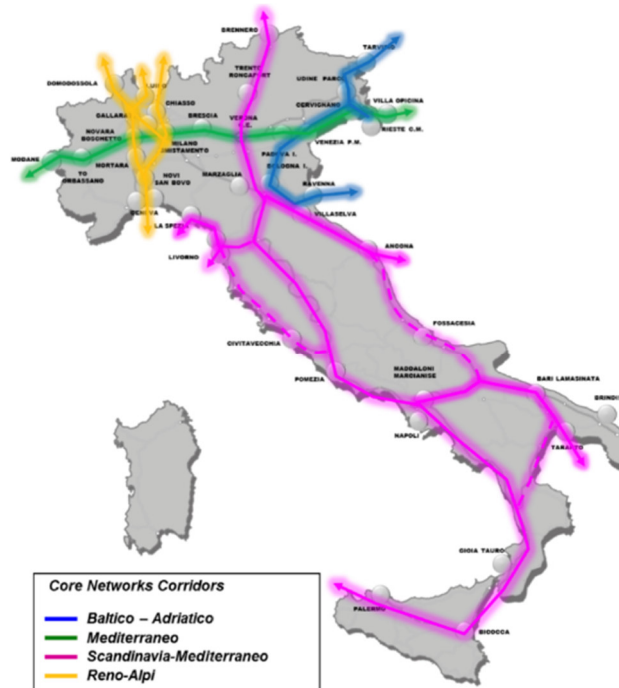 BRENNERO
TARVISIO
TRENTO
RONCAFORT
DOMODOSSOLA
UDINE PARCO
CHIASSO
GALLARATE
CERVIGNANO
VILLA OPICINA
BRESCIA
VERONA
Q.E.
NOVARA
BOSCHETTO
TRIESTE C.M.
MILANO
SMISTAMENTO
VENEZIA P.M.
MODANE
MORTARA
PADOVA I.
TO
ORBASSANO
NOVI
SAN BOVO
MARZAGLIA
BOLOGNA I.
RAVENNA
GENOVA
VILLASELVA
LA SPEZIA
ANCONA
LIVORNO
FOSSACESIA
CIVITAVECCHIA
MADDALONI
MARCIANISE
POMEZIA
BARI LAMASINATA
BRINDI
NAPOLI
TARANTO
GIOIA TAURO
PALERMO
BICOCCA
Core Networks Corridors
Baltico – Adriatico
Mediterraneo
Scandinavia-Mediterraneo
Reno-Alpi